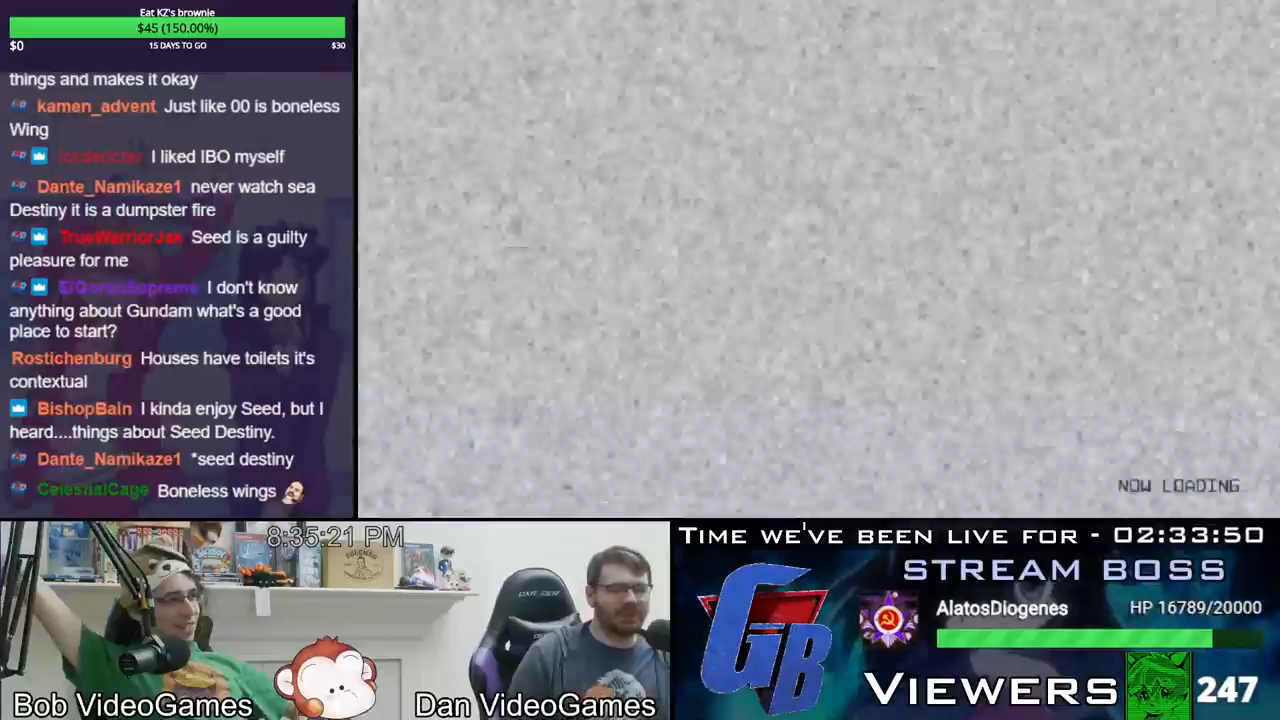 Eat KZ's brownie
$45 (150.00%)
$0 15 DAYS TO GO $30
things and makes it okay
kamen_advent Just like 00 is boneless
Wing
I liked IBO myself
Dante_Namikaze1 never watch sea
Destiny it is a dumpster fire
TrueWarriorJak Seed is a guilty
pleasure for me
ElGordoSupreme I don't know
anything about Gundam what's a good
place to start?
Rostichenburg Houses have toilets it's
contextual
BishopBain I kinda enjoy Seed, but I
heard....things about Seed Destiny.
Dante_Namikaze1 *seed destiny
CelestialCage Boneless wings
NOW LOADING
8:35:21 PM
Bob VideoGames
Dan VideoGames
TIME WE'VE BEEN LIVE FOR - 02:33:50
STREAM BOSS
AlatosDiogenes HP 16789/20000
GB
VIEWERS 247